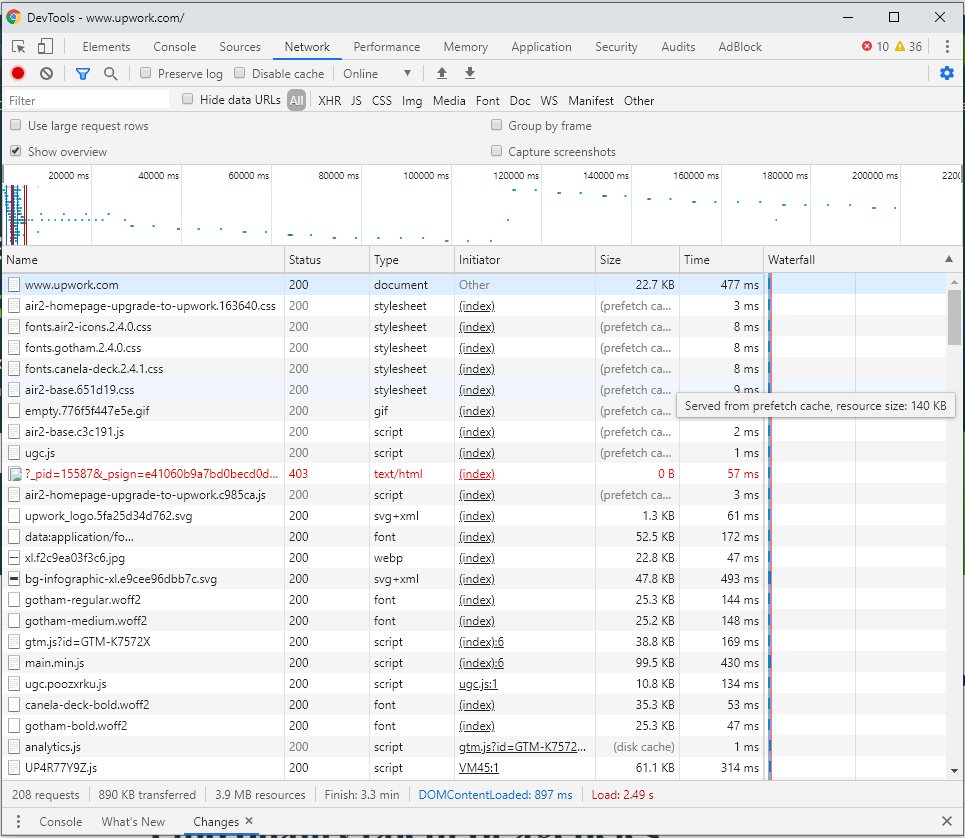 DevTools - www.upwork.com/
Elements Console Sources Network Performance Memory Application Security Audits AdBlock 10 36
Preserve log Disable cache Online
Filter Hide data URLs All XHR JS CSS Img Media Font Doc WS Manifest Other
Use large request rows Group by frame
Show overview Capture screenshots
20000 ms 40000 ms 60000 ms 80000 ms 100000 ms 120000 ms 140000 ms 160000 ms 180000 ms 200000 ms 220(
Name Status Type Initiator Size Time Waterfall
www.upwork.com 200 document Other 22.7 KB 477 ms
air2-homepage-upgrade-to-upwork.163640.css 200 stylesheet (index) (prefetch ca... 3 ms
fonts.air2-icons.2.4.0.css 200 stylesheet (index) (prefetch ca... 8 ms
fonts.gotham.2.4.0.css 200 stylesheet (index) (prefetch ca... 8 ms
fonts.canela-deck.2.4.1.css 200 stylesheet (index) (prefetch ca... 8 ms
air2-base.651d19.css 200 stylesheet (index) (prefetch ca... 9 ms
empty.776f5f447e5e.gif 200 gif (index) (prefetch ca...
Served from prefetch cache, resource size: 140 KB
air2-base.c3c191.js 200 script (index) (prefetch ca... 2 ms
ugc.js 200 script (index) (prefetch ca... 1 ms
?_pid=15587&_psign=e41060b9a7bd0becd0d... 403 text/html (index) 0 B 57 ms
air2-homepage-upgrade-to-upwork.c985ca.js 200 script (index) (prefetch ca... 3 ms
upwork_logo.5fa25d34d762.svg 200 svg+xml (index) 1.3 KB 61 ms
data:application/fo... 200 font (index) 52.5 KB 172 ms
xl.f2c9ea03f3c6.jpg 200 webp (index) 22.8 KB 47 ms
bg-infographic-xl.e9cee96dbb7c.svg 200 svg+xml (index) 47.8 KB 493 ms
gotham-regular.woff2 200 font (index) 25.3 KB 144 ms
gotham-medium.woff2 200 font (index) 25.2 KB 148 ms
gtm.js?id=GTM-K7572X 200 script (index):6 38.8 KB 169 ms
main.min.js 200 script (index):6 99.5 KB 430 ms
ugc.poozxrku.js 200 script ugc.js:1 10.8 KB 134 ms
canela-deck-bold.woff2 200 font (index) 35.3 KB 53 ms
gotham-bold.woff2 200 font (index) 25.3 KB 47 ms
analytics.js 200 script gtm.js?id=GTM-K7572... (disk cache) 1 ms
UP4R77Y9Z.js 200 script VM45:1 61.1 KB 314 ms
208 requests 890 KB transferred 3.9 MB resources Finish: 3.3 min DOMContentLoaded: 897 ms Load: 2.49 s
Console What's New Changes